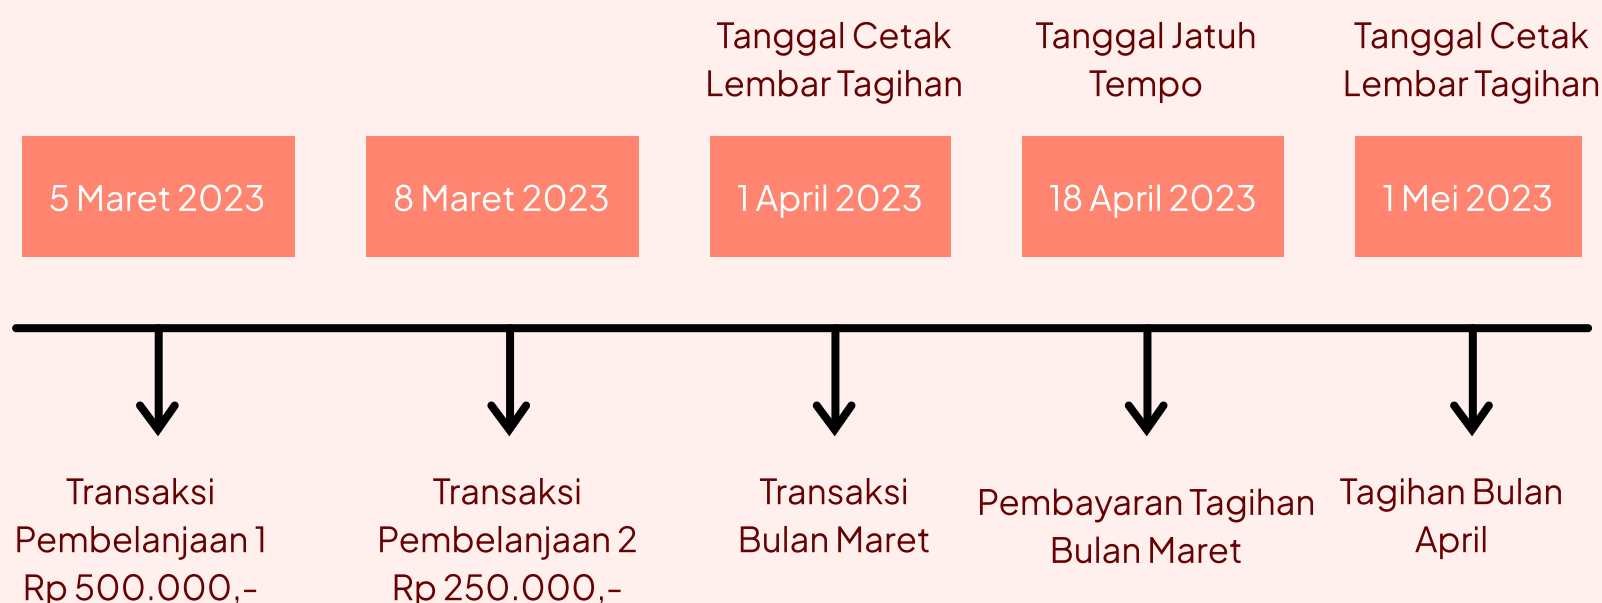 Tanggal Cetak
Lembar Tagihan
Tanggal Jatuh
Tempo
Tanggal Cetak
Lembar Tagihan
5 Maret 2023
8 Maret 2023
1 April 2023
18 April 2023
1 Mei 2023
Transaksi
Pembelanjaan 1
Rp 500.000,-
Transaksi
Pembelanjaan 2
Rp 250.000,-
Transaksi
Bulan Maret
Pembayaran Tagihan
Bulan Maret
Tagihan Bulan
April